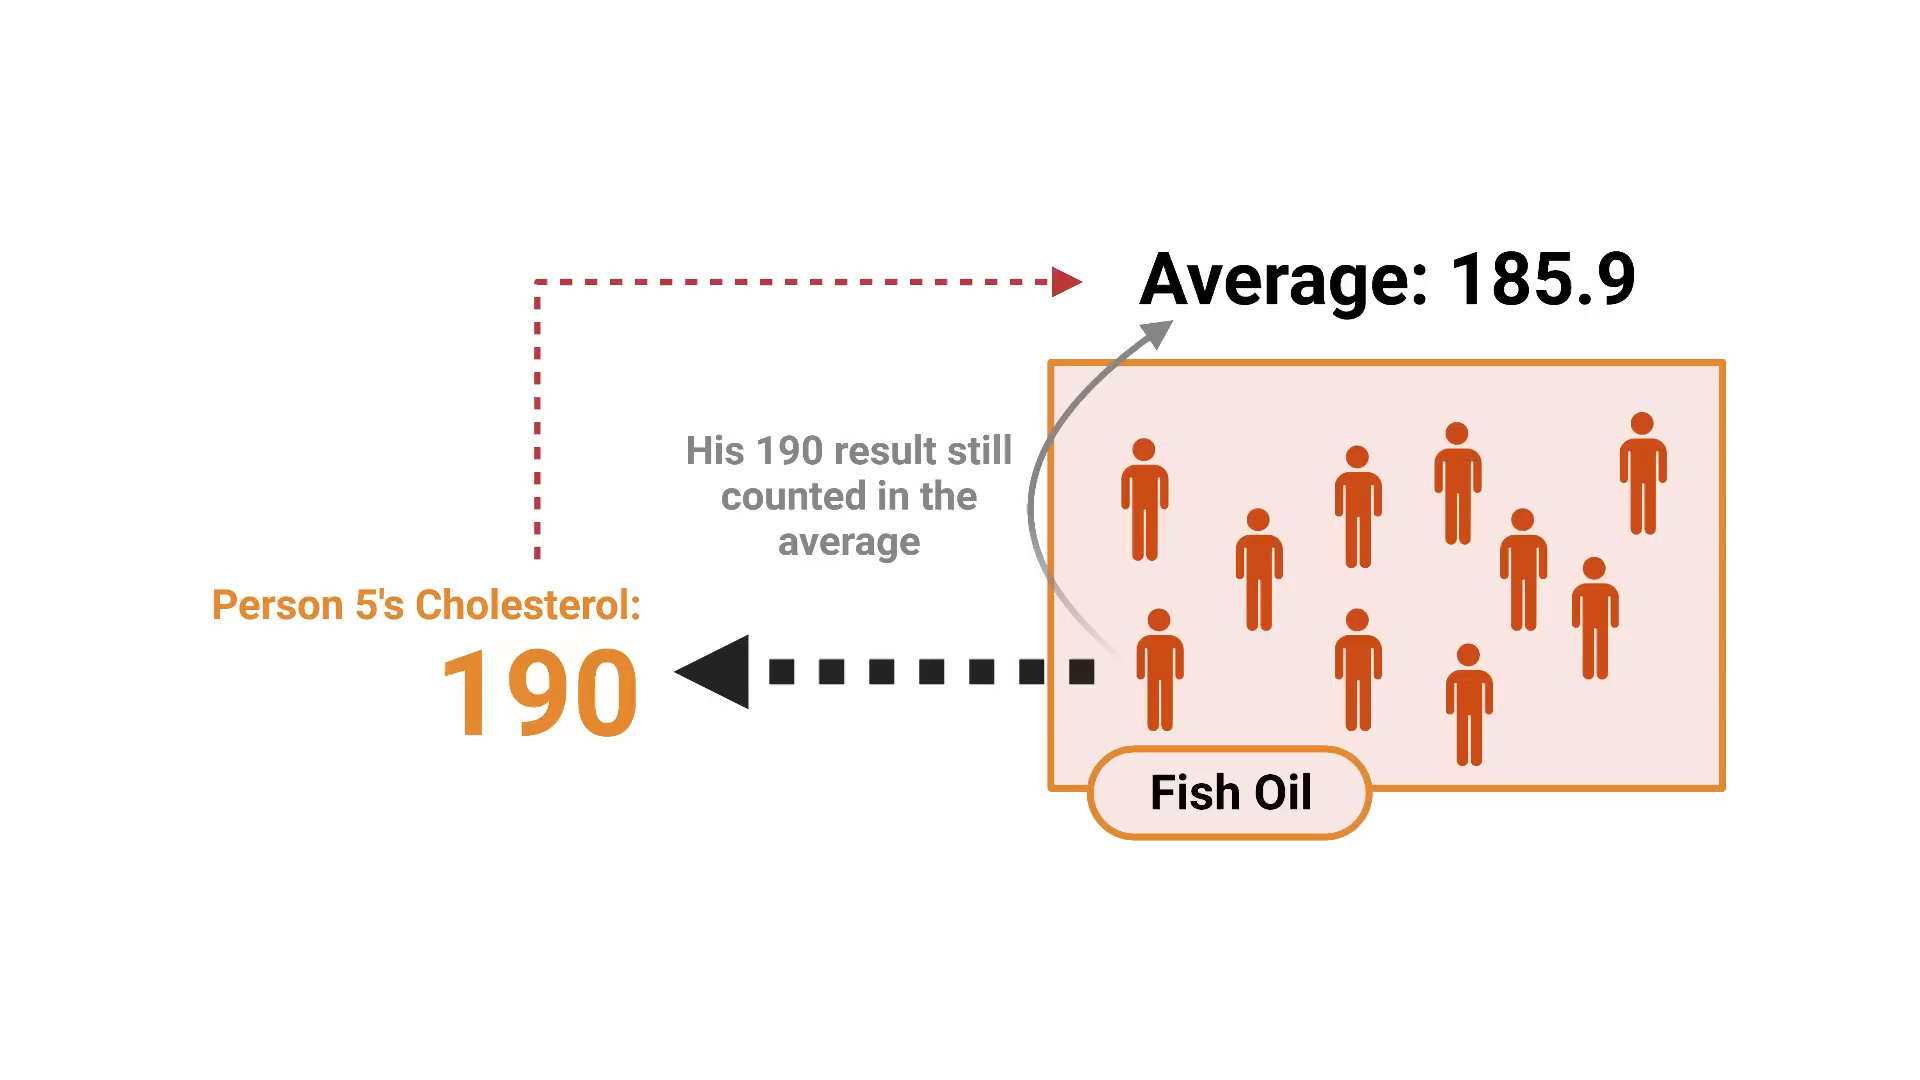 Average: 185.9
His 190 result still
counted in the
average
Person 5's Cholesterol:
190
Fish Oil